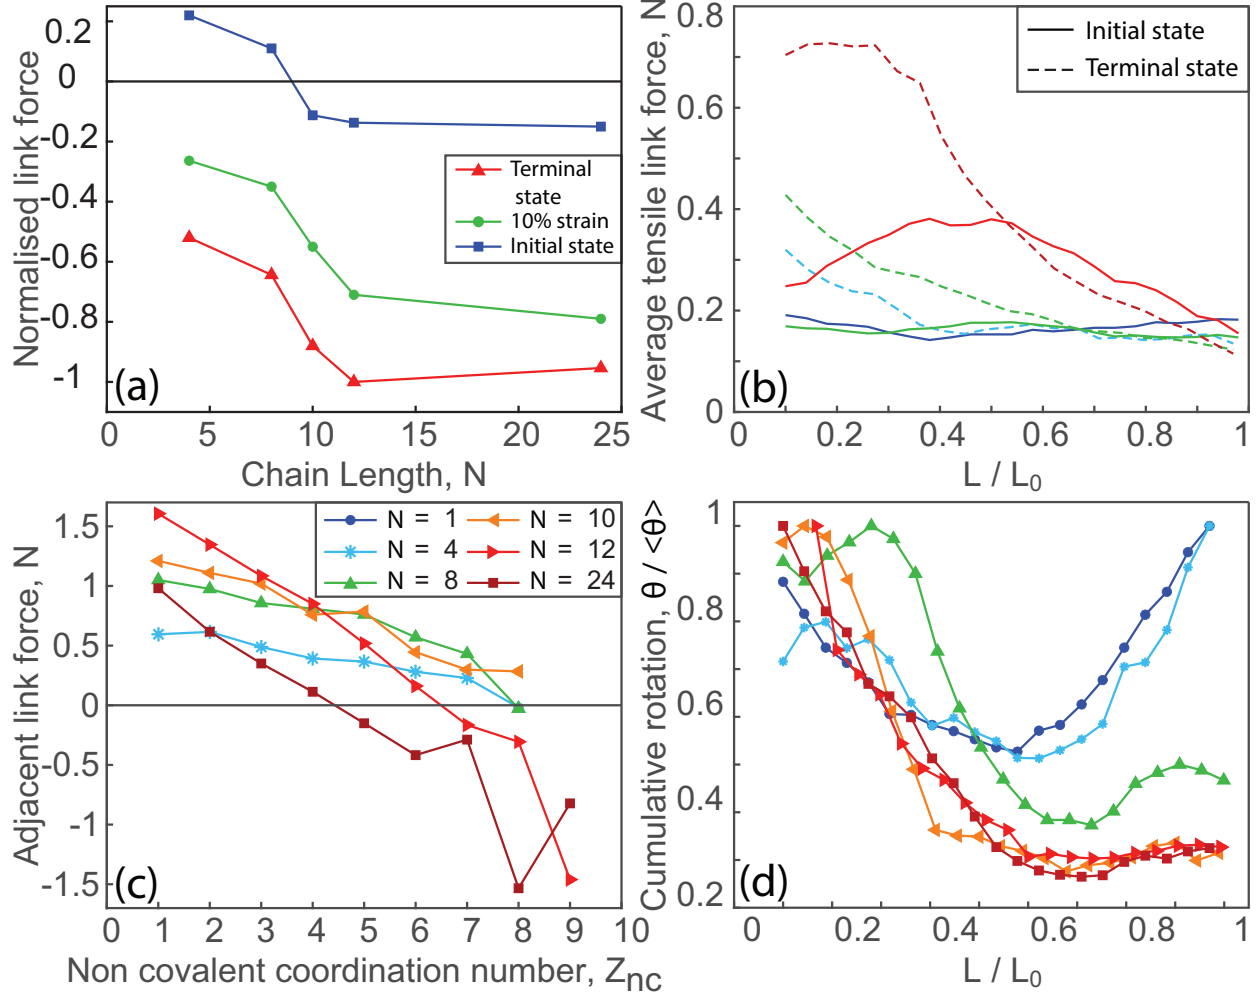 Normalised link force
0.2
0
-0.2
-0.4
-0.6
-0.8
-1
(a)
Terminal
state
10% strain
Initial state
5
10
15
20
25
Chain Length, N
Average tensile link force, N
0.8
0.6
0.4
0.2
0
(b)
Initial state
Terminal state
0
0.2
0.4
0.6
0.8
1
L / L0
Adjacent link force, N
1.5
1
0.5
0
-0.5
-1
-1.5
(c)
N = 1
N = 10
N = 4
N = 12
N = 8
N = 24
0 1 2 3 4 5 6 7 8 9 10
Non covalent coordination number, Znc
Cumulative rotation, θ / <θ>
1
0.8
0.6
0.4
0.2
(d)
0
0.2
0.4
0.6
0.8
1
L / L0